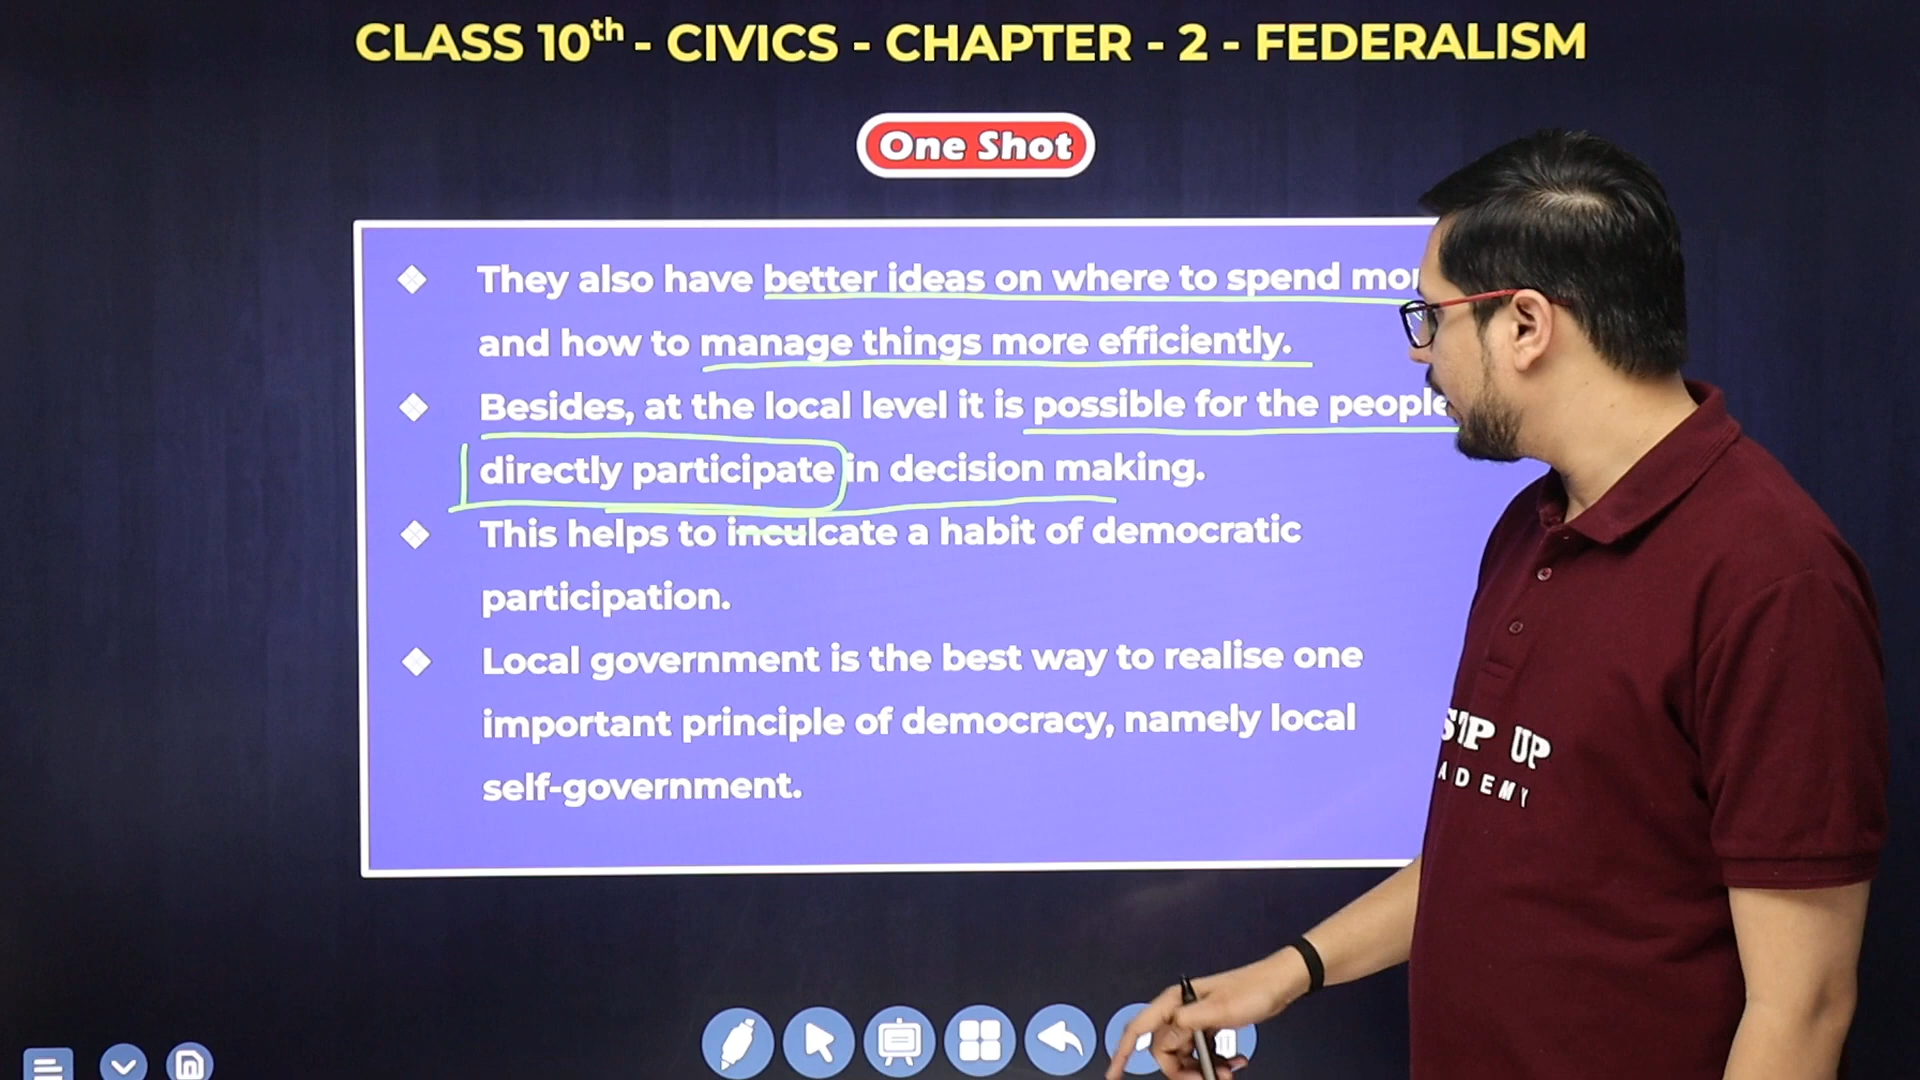 CLASS 10th - CIVICS - CHAPTER - 2 - FEDERALISM
One Shot
They also have better ideas on where to spend
and how to manage things more efficiently.
Besides, at the local level it is possible for the people
directly participate in decision making.
This helps to inculcate a habit of democratic
participation.
Local government is the best way to realise one
important principle of democracy, namely local
self-government.
UP